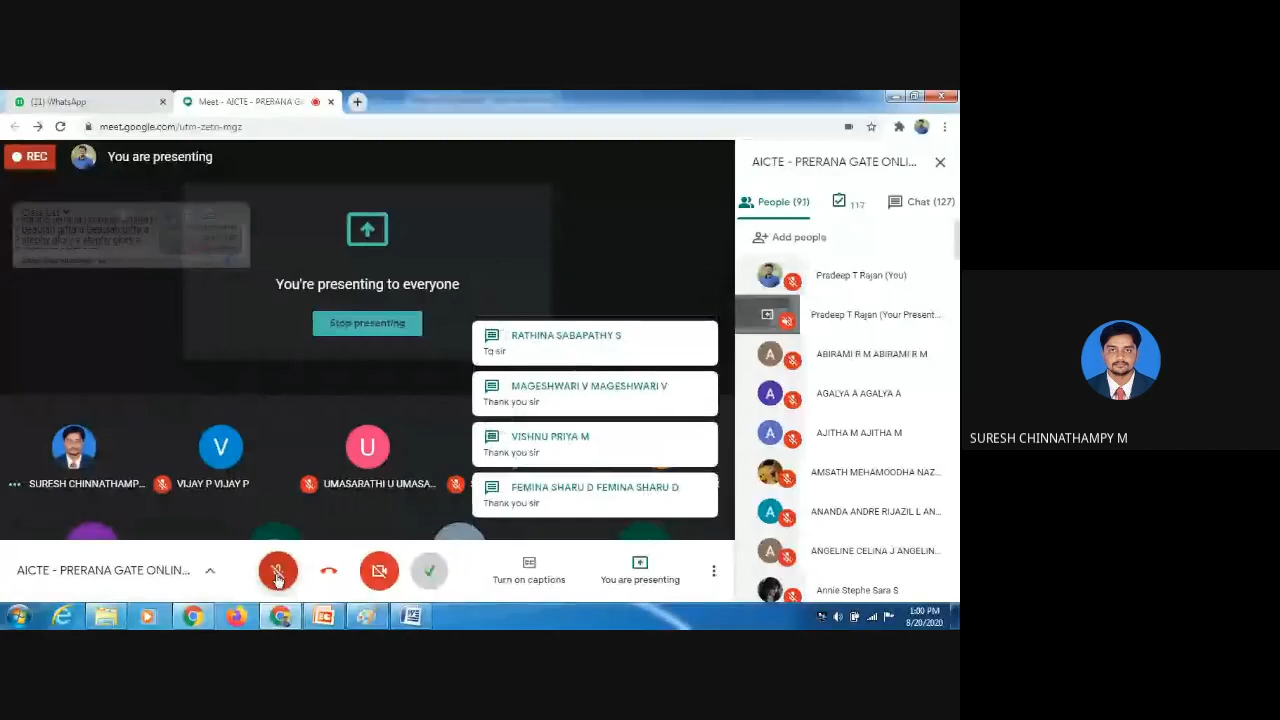 (11) WhatsApp
Meet - AICTE - PRERANA GA
meet.google.com/utm-zetn-mgz
REC
You are presenting
You're presenting to everyone
Stop presenting
RATHINA SABAPATHY S
Tq sir
MAGESHWARI V MAGESHWARI V
Thank you sir
VISHNU PRIYA M
Thank you sir
FEMINA SHARU D FEMINA SHARU D
Thank you sir
V
U
SURESH CHINNATHAMP...
VIJAY P VIJAY P
UMASARATHI U UMASA...
AICTE - PRERANA GATE ONLIN...
Turn on captions
You are presenting
AICTE - PRERANA GATE ONLI...
People (91)
117
Chat (127)
Add people
Pradeep T Rajan (You)
Pradeep T Rajan (Your Present...
A
ABIRAMI R M ABIRAMI R M
A
AGALYA A AGALYA A
A
AJITHA M AJITHA M
AMSATH MEHAMOODHA NAZ...
A
ANANDA ANDRE RIJAZIL L AN...
A
ANGELINE CELINA J ANGELIN...
Annie Stephe Sara S
1:00 PM
8/20/2020
SURESH CHINNATHAMPY M